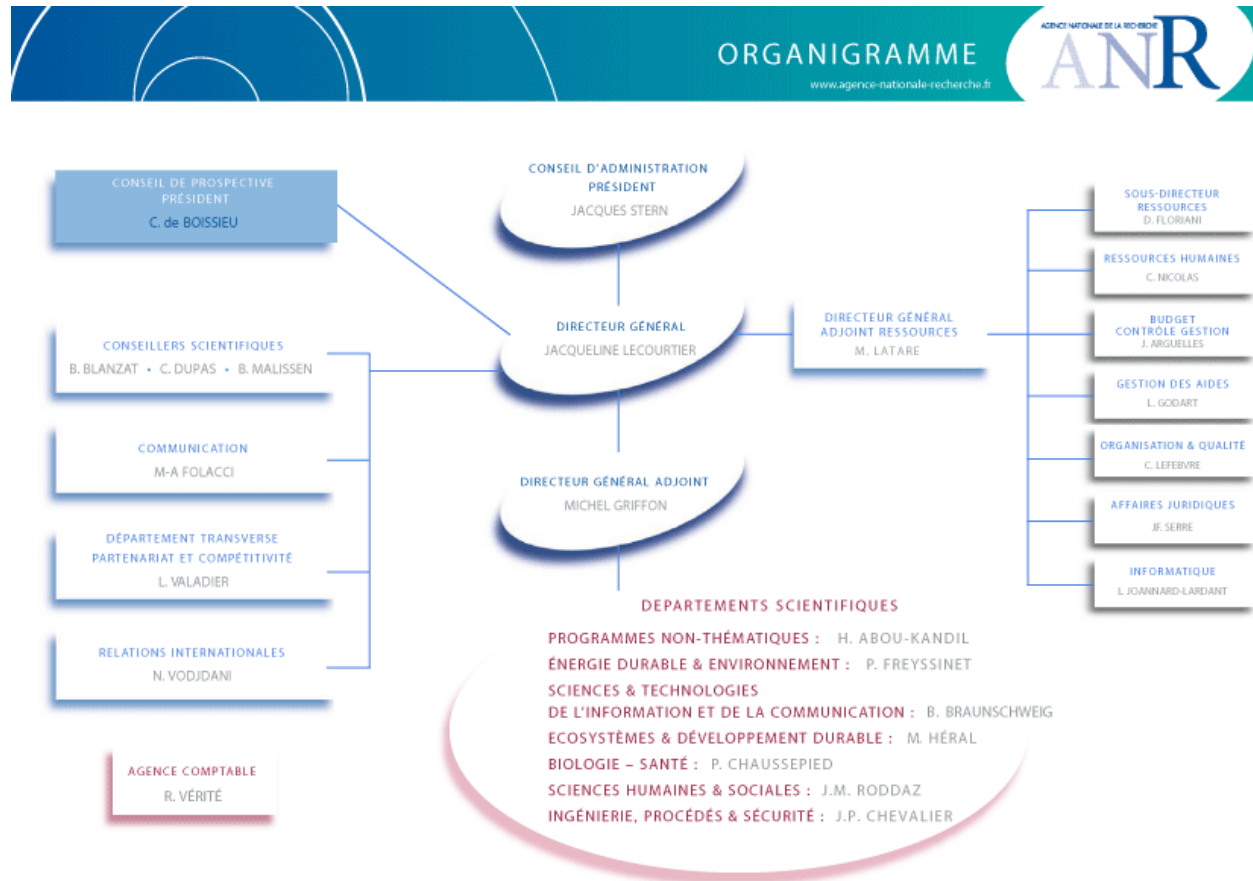 ORGANIGRAMME
www.agence-nationale-recherche.fr
AGENCE NATIONALE DE LA RECHERCHE
ANR
CONSEIL DE PROSPECTIVE
PRÉSIDENT
C. de BOISSIEU
CONSEIL D'ADMINISTRATION
PRÉSIDENT
JACQUES STERN
DIRECTEUR GÉNÉRAL
JACQUELINE LECOURTIER
DIRECTEUR GÉNÉRAL
ADJOINT RESSOURCES
M. LATARE
DIRECTEUR GÉNÉRAL ADJOINT
MICHEL GRIFFON
CONSEILLERS SCIENTIFIQUES
B. BLANZAT • C. DUPAS • B. MALISSEN
COMMUNICATION
M-A FOLACCI
DÉPARTEMENT TRANSVERSE
PARTENARIAT ET COMPÉTITIVITÉ
L. VALADIER
RELATIONS INTERNATIONALES
N. VODJDANI
AGENCE COMPTABLE
R. VÉRITÉ
SOUS-DIRECTEUR
RESSOURCES
D. FLORIANI
RESSOURCES HUMAINES
C. NICOLAS
BUDGET
CONTRÔLE GESTION
J. ARGUELLES
GESTION DES AIDES
L. GODART
ORGANISATION & QUALITÉ
C. LEFEBVRE
AFFAIRES JURIDIQUES
JF. SERRE
INFORMATIQUE
I. JOANNARD-LARDANT
DEPARTEMENTS SCIENTIFIQUES
PROGRAMMES NON-THÉMATIQUES : H. ABOU-KANDIL
ÉNERGIE DURABLE & ENVIRONNEMENT : P. FREYSSINET
SCIENCES & TECHNOLOGIES
DE L'INFORMATION ET DE LA COMMUNICATION : B. BRAUNSCHWEIG
ECOSYSTÈMES & DÉVELOPPEMENT DURABLE : M. HÉRAL
BIOLOGIE – SANTÉ : P. CHAUSSEPIED
SCIENCES HUMAINES & SOCIALES : J.M. RODDAZ
INGÉNIERIE, PROCÉDÉS & SÉCURITÉ : J.P. CHEVALIER